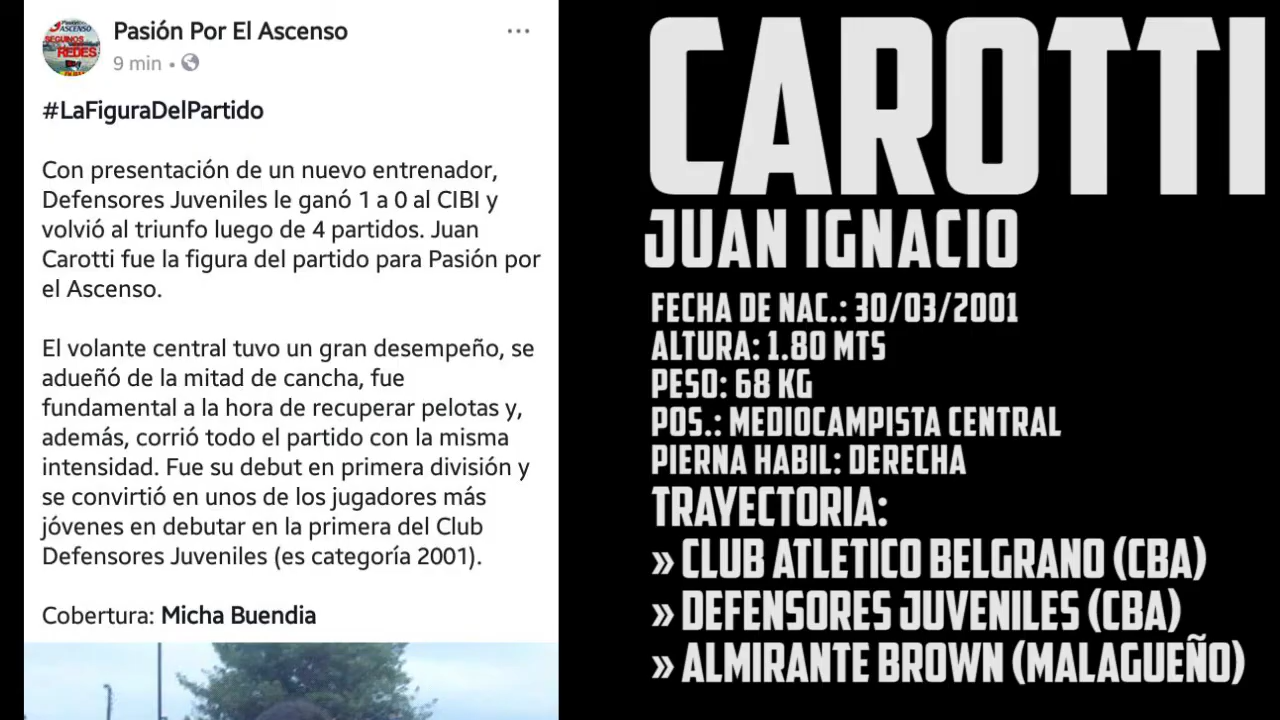 ASCENSO
SEGUINOS
REDES
Pasión Por El Ascenso
9 min
#LaFiguraDelPartido
Con presentación de un nuevo entrenador,
Defensores Juveniles le ganó 1 a 0 al CIBI y
volvió al triunfo luego de 4 partidos. Juan
Carotti fue la figura del partido para Pasión por
el Ascenso.
El volante central tuvo un gran desempeño, se
adueñó de la mitad de cancha, fue
fundamental a la hora de recuperar pelotas y,
además, corrió todo el partido con la misma
intensidad. Fue su debut en primera división y
se convirtió en unos de los jugadores más
jóvenes en debutar en la primera del Club
Defensores Juveniles (es categoría 2001).
Cobertura: Micha Buendia
CAROTTI
JUAN IGNACIO
FECHA DE NAC.: 30/03/2001
ALTURA: 1.80 MTS
PESO: 68 KG
POS.: MEDIOCAMPISTA CENTRAL
PIERNA HABIL: DERECHA
TRAYECTORIA:
» CLUB ATLETICO BELGRANO (CBA)
» DEFENSORES JUVENILES (CBA)
» ALMIRANTE BROWN (MALAGUEÑO)